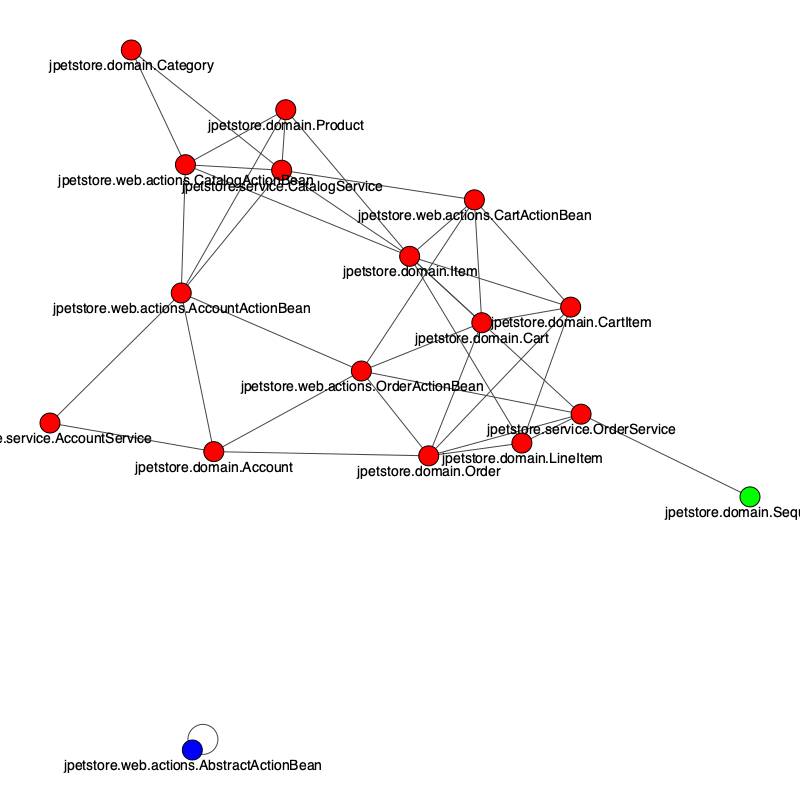 jpetstore.domain.Category
jpetstore.domain.Product
jpetstore.web.actions.CatalogActionBean
jpetstore.service.CatalogService
jpetstore.web.actions.CartActionBean
jpetstore.domain.Item
jpetstore.web.actions.AccountActionBean
jpetstore.domain.CartItem
jpetstore.domain.Cart
jpetstore.web.actions.OrderActionBean
jpetstore.service.OrderService
e.service.AccountService
jpetstore.domain.LineItem
jpetstore.domain.Account
jpetstore.domain.Order
jpetstore.domain.Sequ
jpetstore.web.actions.AbstractActionBean